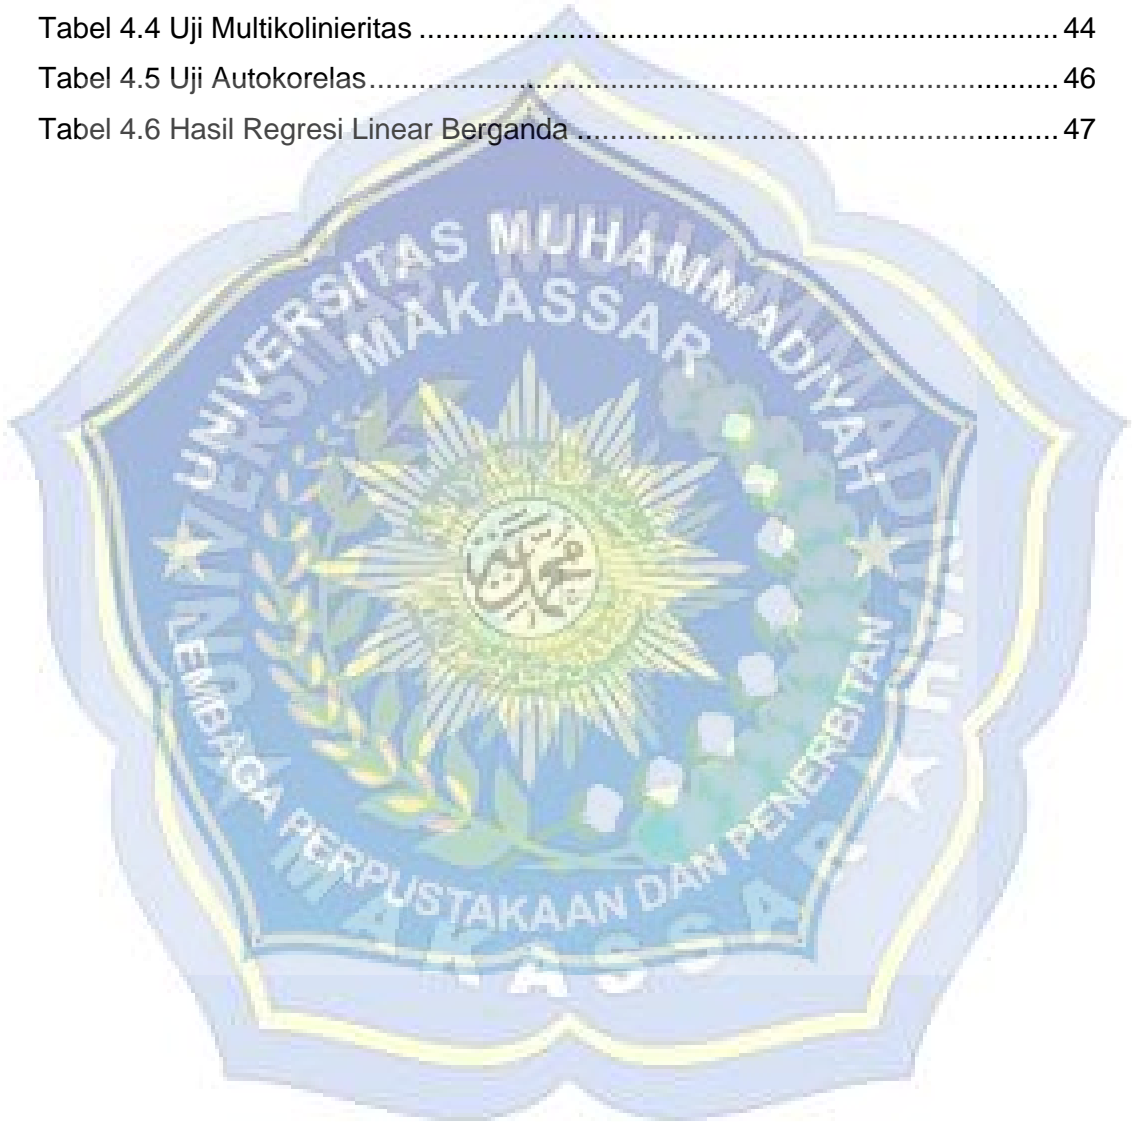 Tabel 4.4 Uji Multikolinieritas ........................................................................... 44
Tabel 4.5 Uji Autokorelas................................................................................. 46
Tabel 4.6 Hasil Regresi Linear Berganda ........................................................ 47
UNIVERSITAS MUHAMMADIYAH
MAKASSAR
LEMBAGA PERPUSTAKAAN DAN PENERBITAN